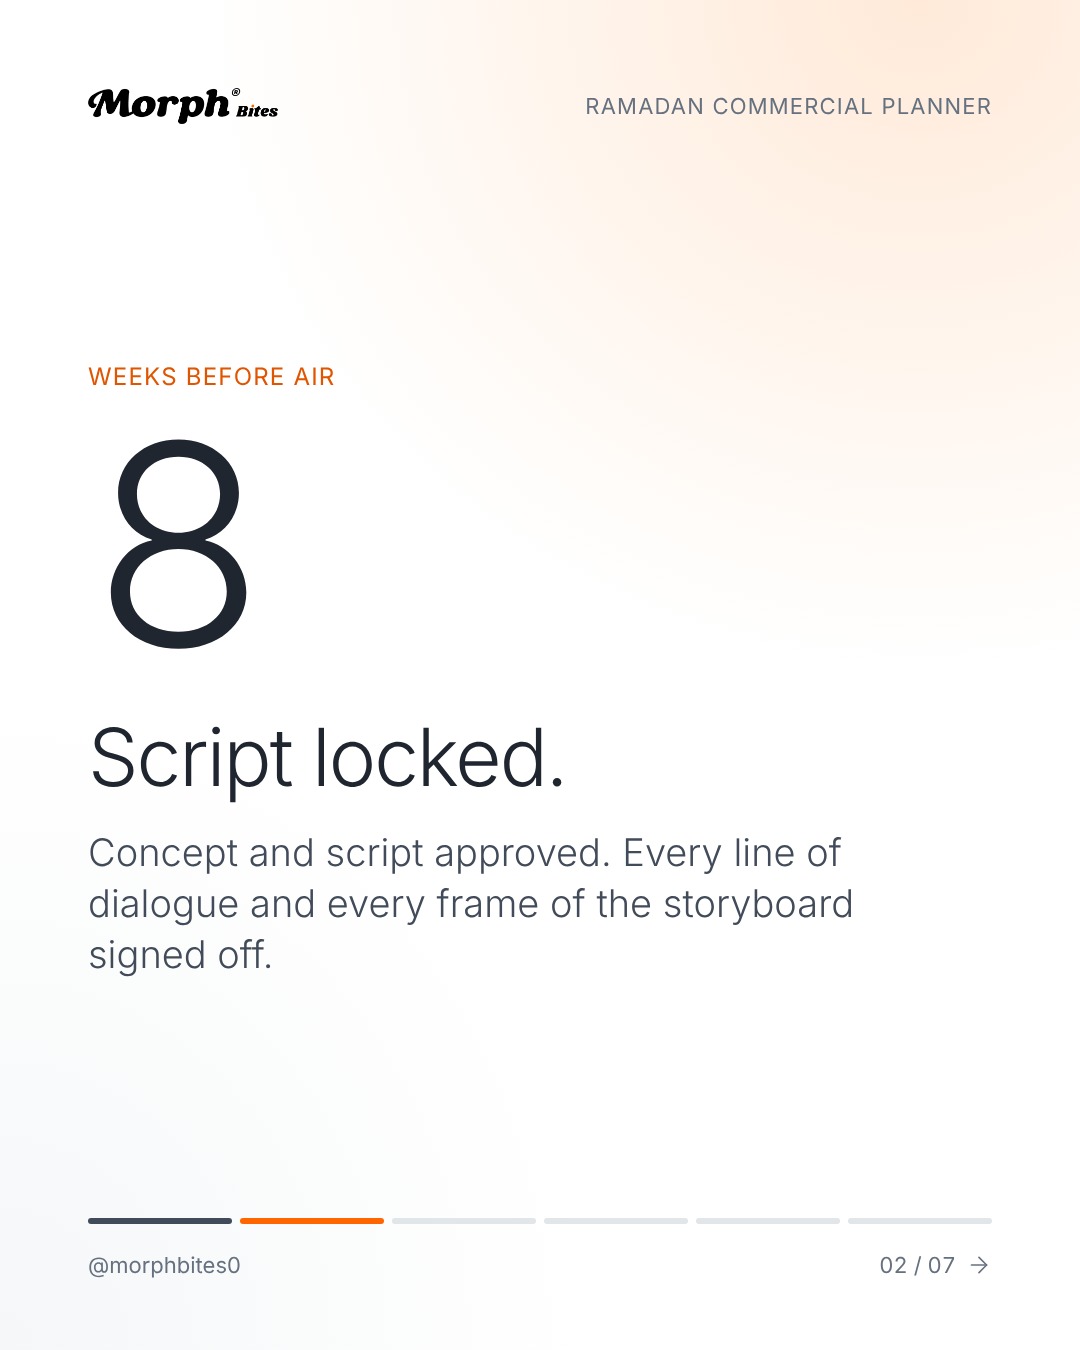 Morph® Bites
RAMADAN COMMERCIAL PLANNER
WEEKS BEFORE AIR
8
Script locked.
Concept and script approved. Every line of
dialogue and every frame of the storyboard
signed off.
@morphbites0
02 / 07 →